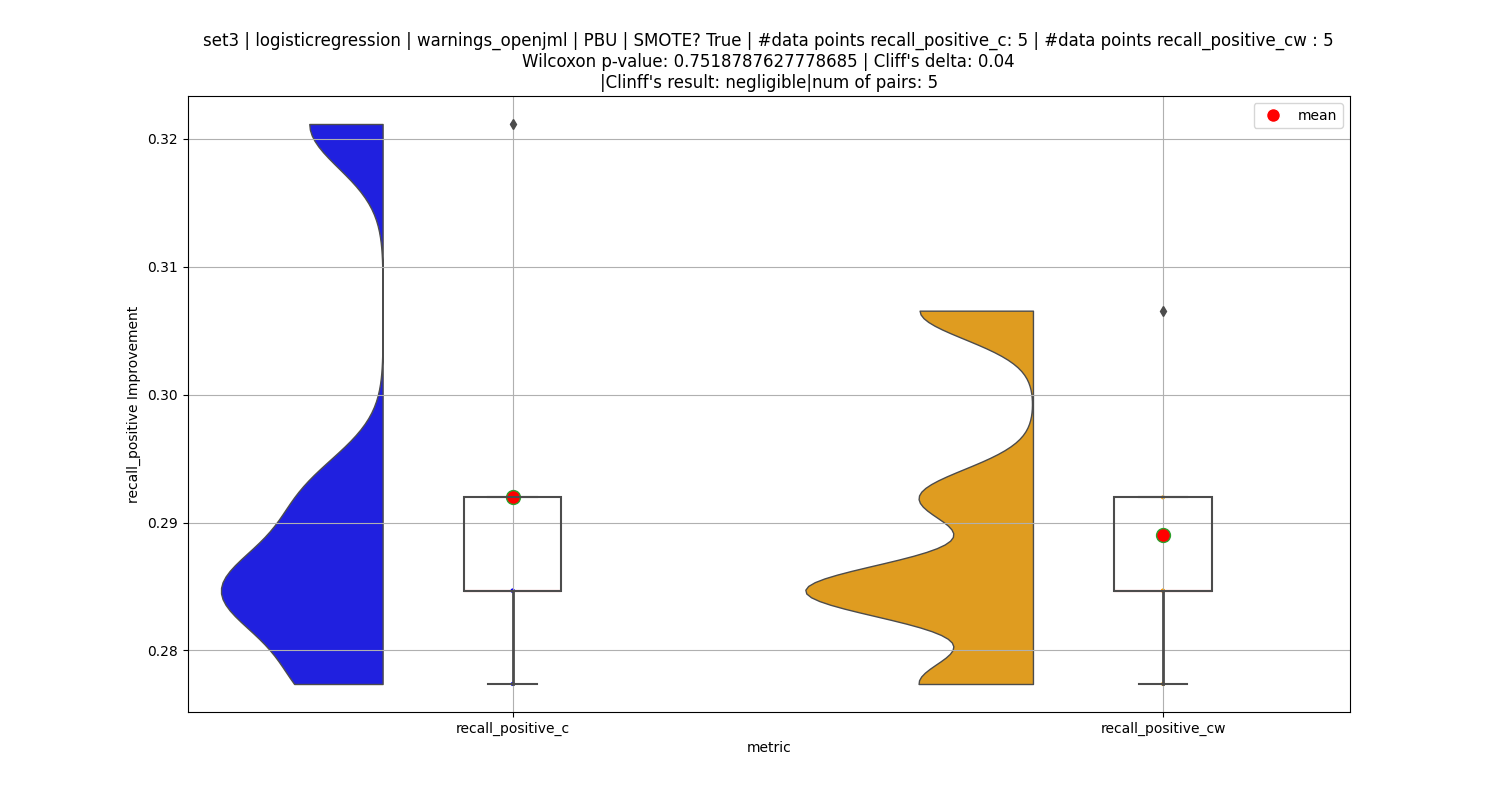 set3 | logisticregression | warnings_openjml | PBU | SMOTE? True | #data points recall_positive_c: 5 | #data points recall_positive_cw : 5
Wilcoxon p-value: 0.7518787627778685 | Cliff's delta: 0.04
|Clinff's result: negligible|num of pairs: 5
mean
0.32
0.31
0.30
0.29
0.28
recall_positive Improvement
recall_positive_c
recall_positive_cw
metric